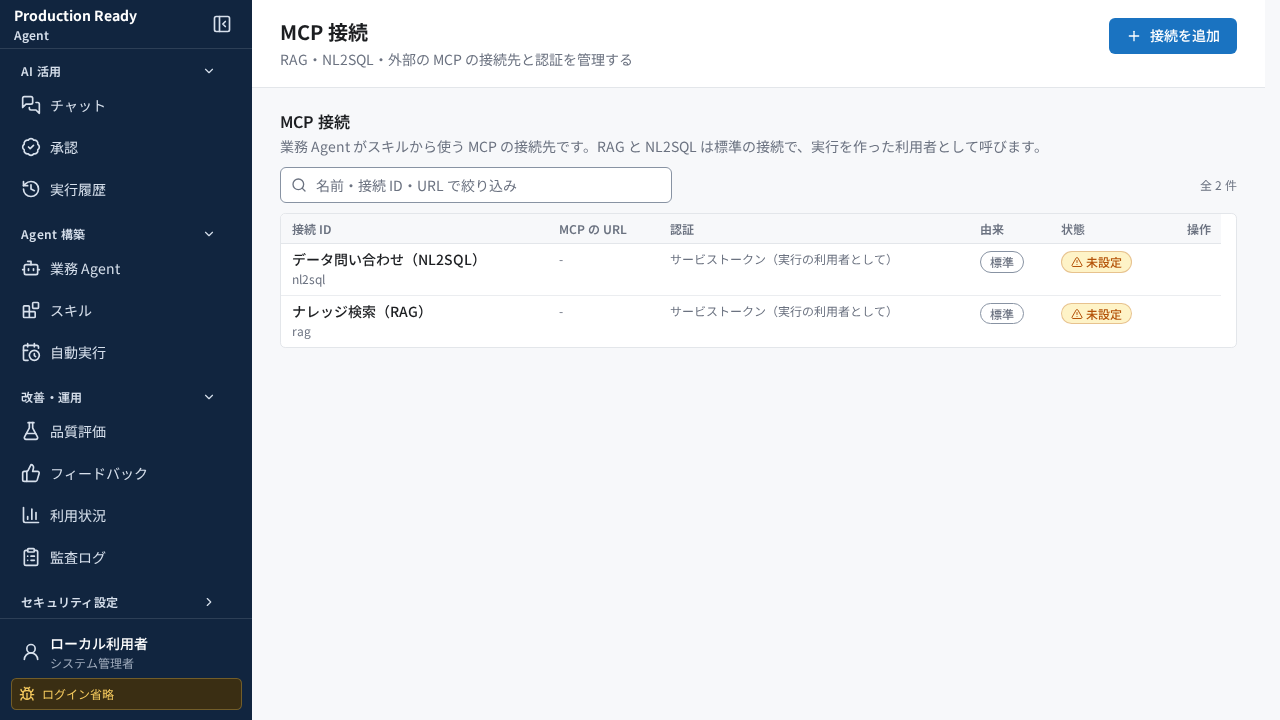 Production Ready
Agent
AI 活用
チャット
承認
実行履歴
Agent 構築
業務 Agent
スキル
自動実行
改善・運用
品質評価
フィードバック
利用状況
監査ログ
セキュリティ設定
ローカル利用者
システム管理者
ログイン省略
MCP 接続
RAG・NL2SQL・外部の MCP の接続先と認証を管理する
接続を追加
MCP 接続
業務 Agent がスキルから使う MCP の接続先です。RAG と NL2SQL は標準の接続で、実行を作った利用者として呼びます。
名前・接続 ID・URL で絞り込み
全 2 件
接続 ID MCP の URL 認証 由来 状態 操作
データ問い合わせ（NL2SQL） - サービストークン（実行の利用者として） 標準 未設定
nl2sql
ナレッジ検索（RAG） - サービストークン（実行の利用者として） 標準 未設定
rag